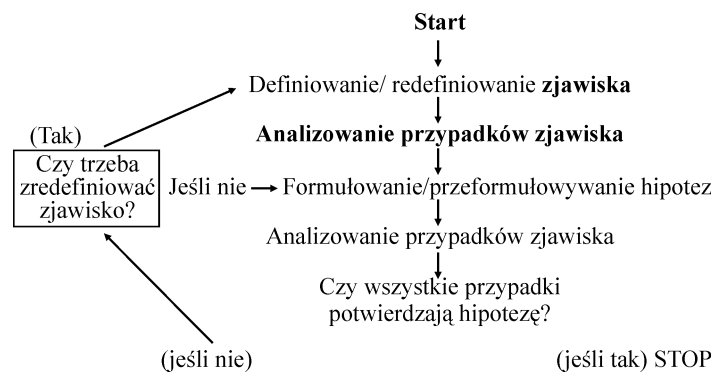 Start
Definiowanie/ redefiniowanie zjawiska
Analizowanie przypadków zjawiska
(Tak)
Czy trzeba
zredefiniować
zjawisko?
Jeśli nie
Formułowanie/przeformułowywanie hipotez
Analizowanie przypadków zjawiska
Czy wszystkie przypadki
potwierdzają hipotezę?
(jeśli nie)
(jeśli tak) STOP